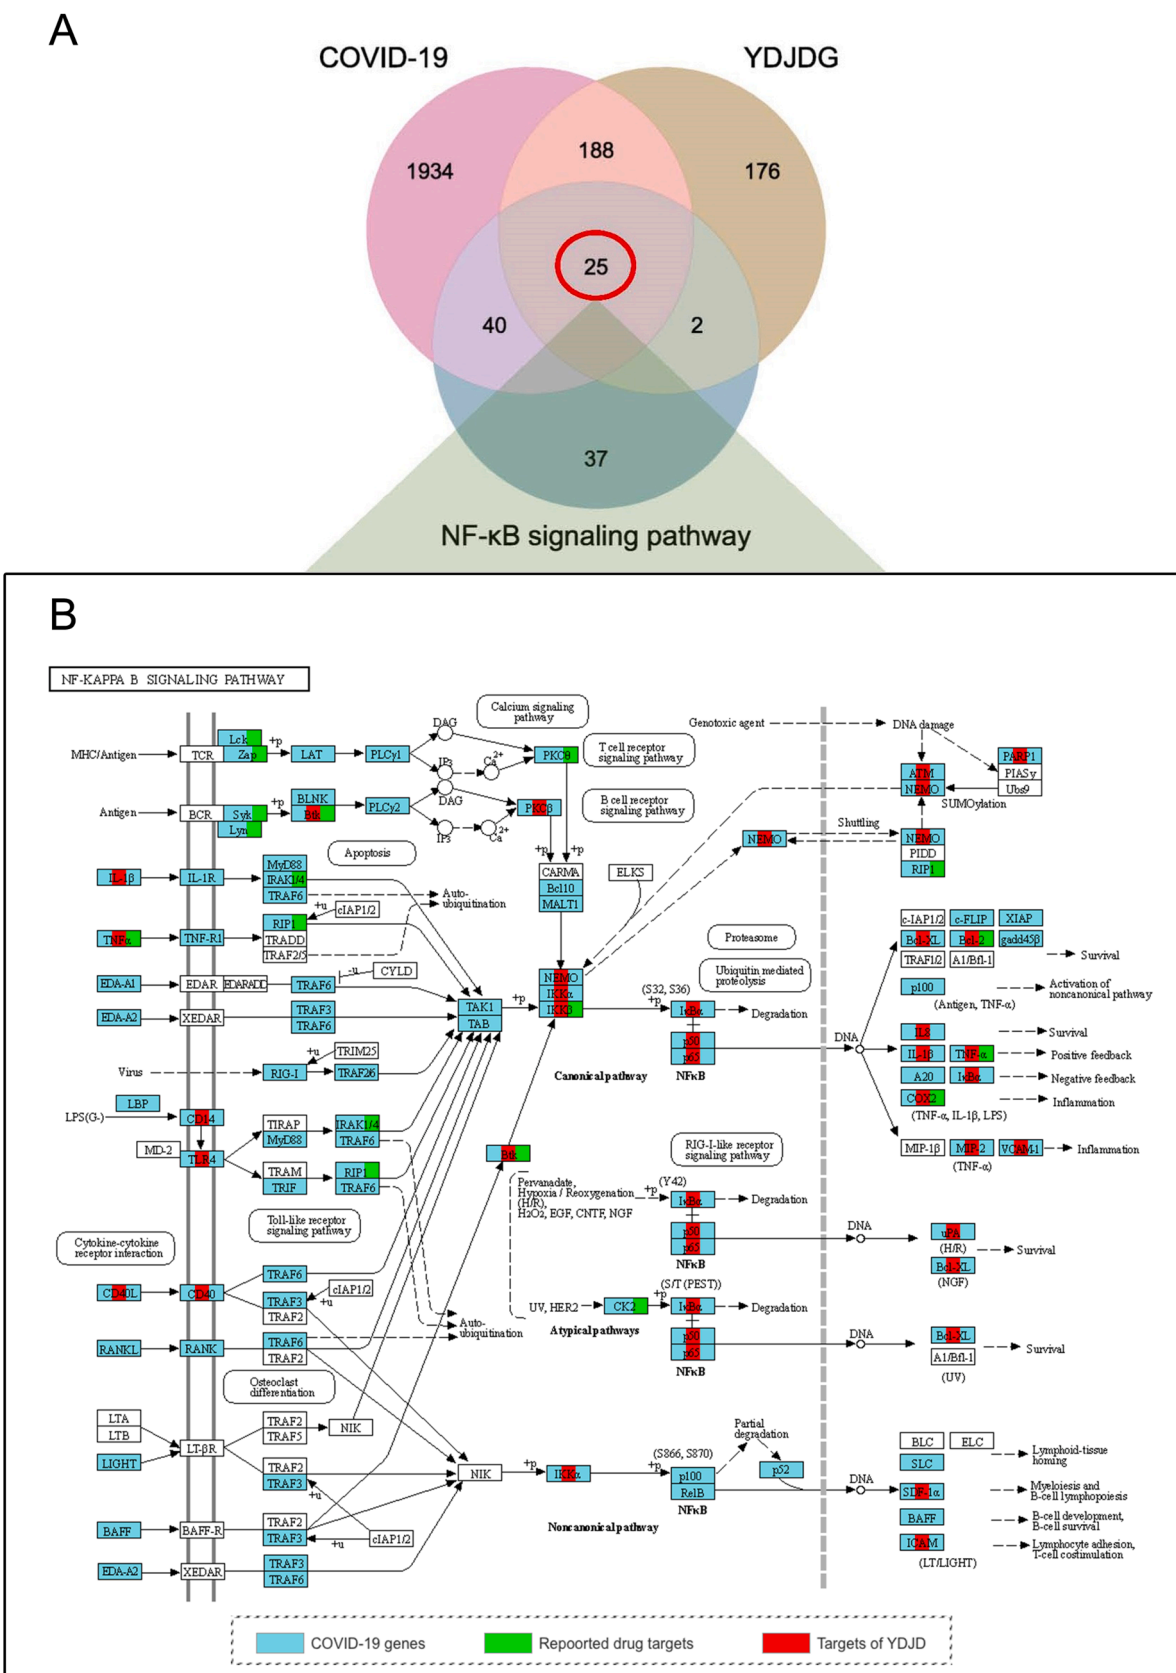 A
COVID-19
YDJDG
1934
188
176
25
40
2
37
NF-κB signaling pathway
B
NF-KAPPA B SIGNALING PATHWAY
MHC/Antigen
TCR
Lck
Zap
+p
LAT
PLCγ1
DAG
IP3
Ca2+
Calcium signaling
pathway
PKCθ
T cell receptor
signaling pathway
Genotoxic agent
DNA damage
ATM
NEMO
PARP1
PIASy
Ubs9
SUMOylation
Antigen
BCR
Syk
Lyn
+p
BLNK
Btk
PLCγ2
DAG
IP3
Ca2+
PKCβ
B cell receptor
signaling pathway
+p
+p
NEMO
Shuttling
NEMO
PIDD
RIP1
Apoptosis
CARMA
Bcl10
MALT1
ELKS
IL-1β
IL-1R
MyD88
IRAK1/4
TRAF6
Auto-
ubiquitination
TNFα
TNF-R1
RIP1
TRADD
TRAF2/5
+u
cIAP1/2
Proteasome
Ubiquitin mediated
proteolysis
c-IAP1/2
c-FLIP
XIAP
Bcl-XL
Bcl-2
gadd45β
TRAF1/2
A1/Bfl-1
Survival
p100
(Antigen, TNF-α)
Activation of
noncanonical pathway
EDA-A1
EDAR
EDARADD
TRAF6
-u
CYLD
EDA-A2
XEDAR
TRAF3
TRAF6
TAK1
TAB
+p
NEMO
IKKα
IKKβ
(S32, S36)
+p
IκBα
Degradation
p50
p65
NFκB
Canonical pathway
DNA
IL8
Survival
IL-1β
TNF-α
Positive feedback
A20
IκBα
Negative feedback
COX2
Inflammation
(TNF-α, IL-1β, LPS)
MIP-1β
MIP-2
VCAM-1
Inflammation
(TNF-α)
Virus
RIG-I
+u
TRIM25
TRAF2/6
LPS(G-)
LBP
CD14
MD-2
TLR4
TIRAP
MyD88
IRAK1/4
TRAF6
TRAM
TRIF
RIP1
TRAF6
Btk
RIG-I-like receptor
signaling pathway
Pervanadate,
Hypoxia / Reoxygenation
(H/R),
H2O2, EGF, CNTF, NGF
+p
(Y42)
IκBα
Degradation
p50
p65
NFκB
DNA
uPA
(H/R)
Bcl-XL
(NGF)
Survival
Toll-like receptor
signaling pathway
Cytokine-cytokine
receptor interaction
CD40L
CD40
TRAF6
TRAF3
TRAF2
+u
cIAP1/2
Auto-
ubiquitination
UV, HER2
CK2
+p
(S/T (PEST))
IκBα
Degradation
p50
p65
NFκB
Atypical pathways
DNA
Bcl-XL
A1/Bfl-1
(UV)
Survival
RANKL
RANK
TRAF6
TRAF2
Osteoclast
differentiation
LTA
LTB
LIGHT
LT-βR
TRAF2
TRAF5
NIK
TRAF2
TRAF3
+u
NIK
+p
IKKα
+p
(S866, S870)
p100
RelB
NFκB
Partial
degradation
p52
Noncanonical pathway
DNA
BLC
ELC
SLC
Lymphoid-tissue
homing
SDF-1α
Myeloiesis and
B-cell lymphopoiesis
BAFF
B-cell development,
B-cell survival
ICAM
Lymphocyte adhesion,
T-cell costimulation
(LT/LIGHT)
BAFF
BAFF-R
TRAF2
TRAF3
+u
cIAP1/2
EDA-A2
XEDAR
TRAF3
TRAF6
COVID-19 genes
Repoorted drug targets
Targets of YDJD